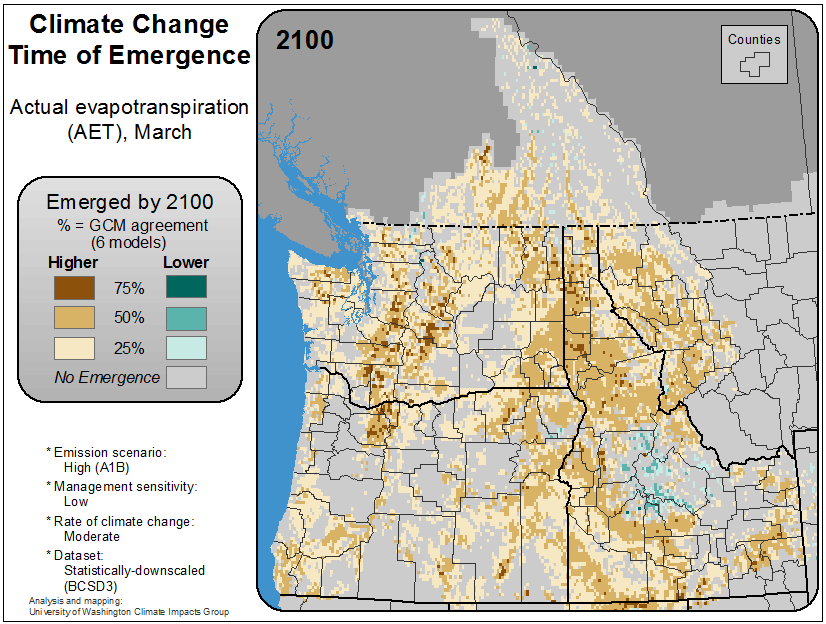 Climate Change
Time of Emergence
Actual evapotranspiration
(AET), March
Emerged by 2100
% = GCM agreement
(6 models)
Higher Lower
75%
50%
25%
No Emergence
* Emission scenario:
High (A1B)
* Management sensitivity:
Low
* Rate of climate change:
Moderate
* Dataset:
Statistically-downscaled
(BCSD3)
Analysis and mapping:
University of Washington Climate Impacts Group
2100
Counties